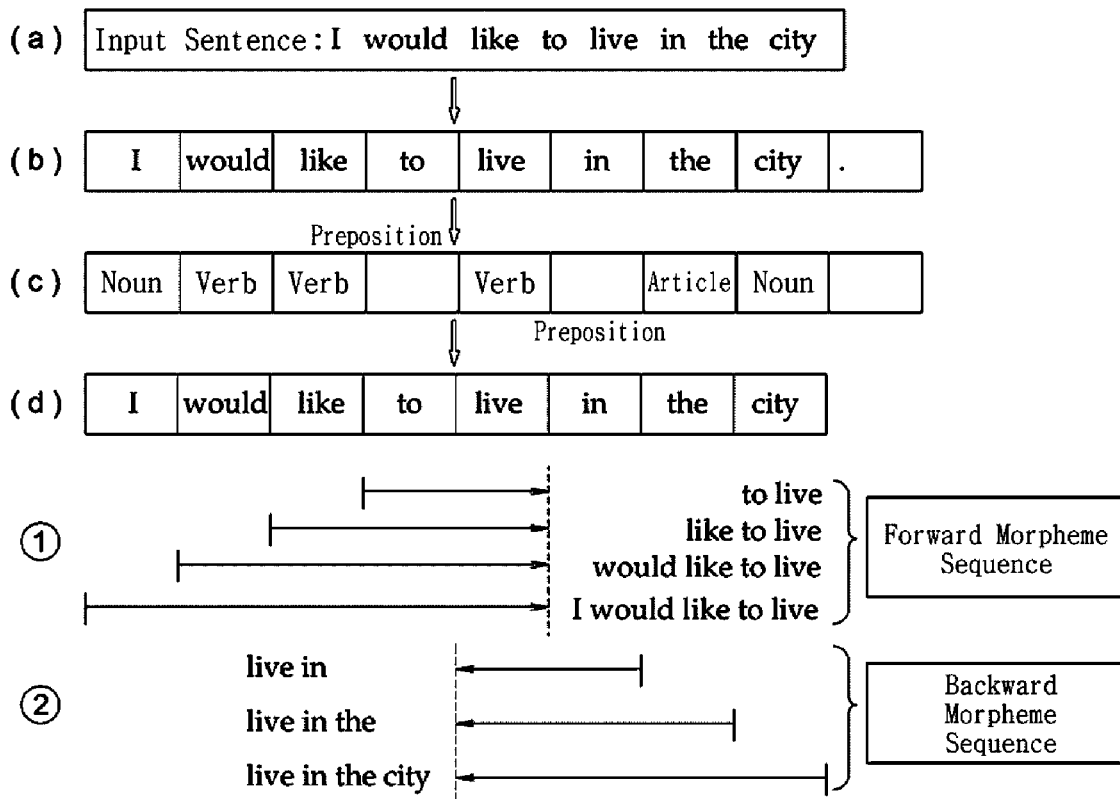 (a) Input Sentence:I would like to live in the city
(b) I would like to live in the city .
Preposition
(c) Noun Verb Verb Verb Article Noun
Preposition
(d) I would like to live in the city
①
to live
like to live
would like to live
I would like to live
Forward Morpheme
Sequence
②
live in
live in the
live in the city
Backward
Morpheme
Sequence